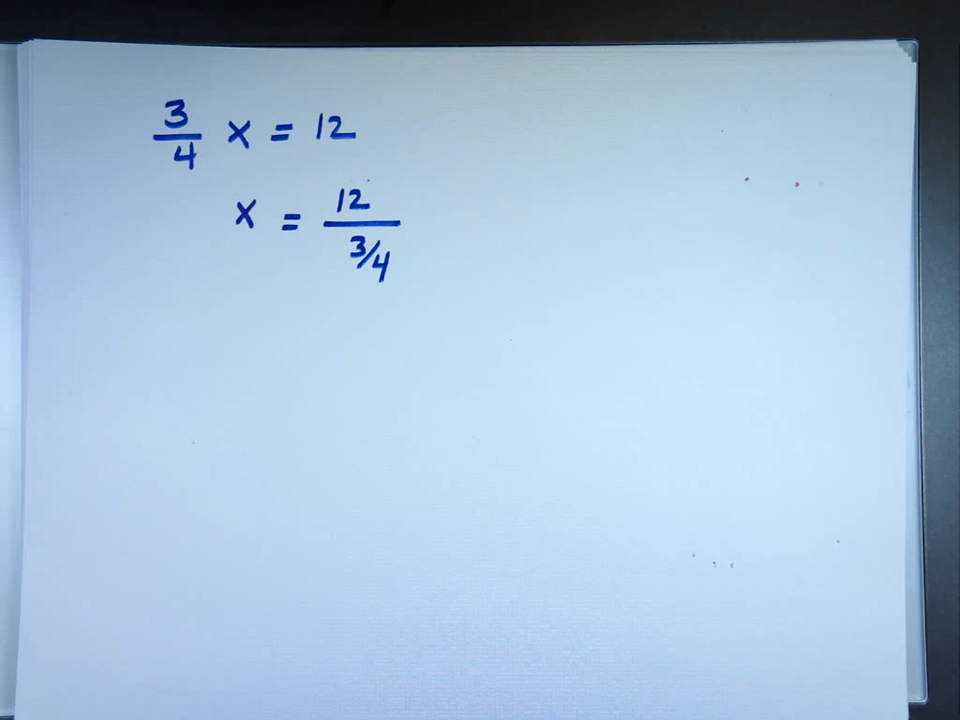 3/4 x = 12
x = 12/(3/4)